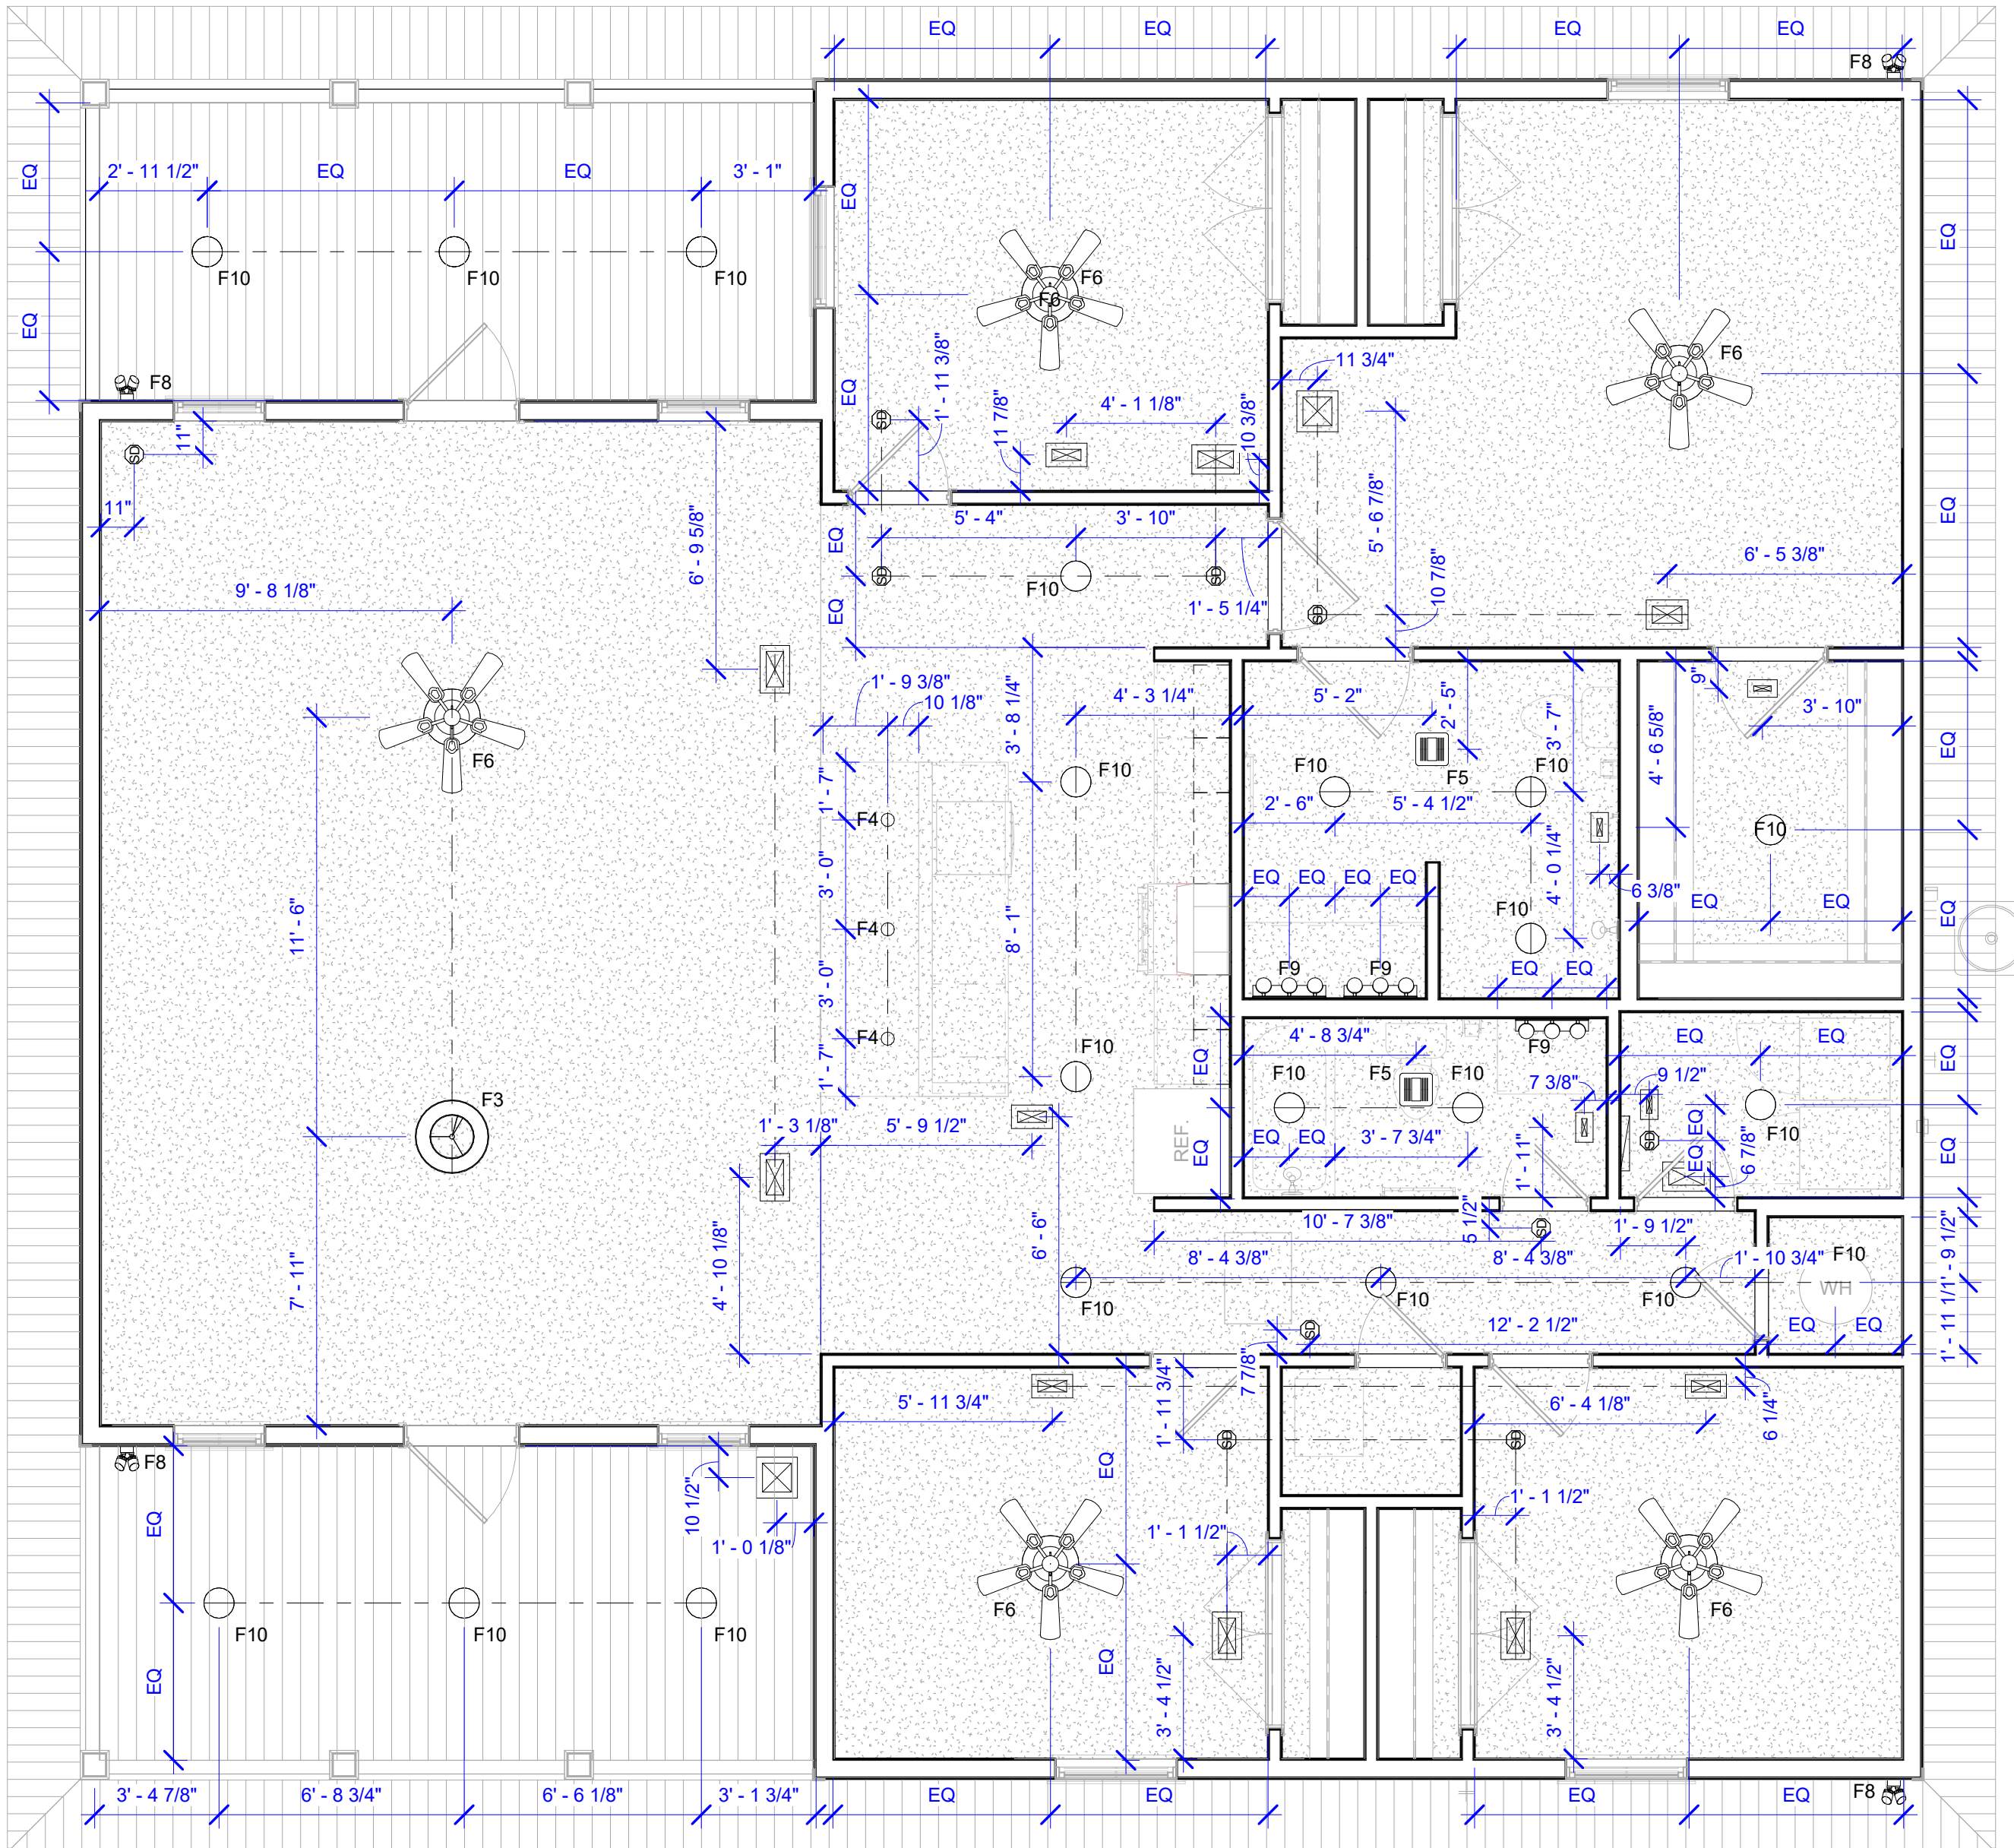 EQ EQ EQ EQ
F8
EQ 2' - 11 1/2" EQ EQ 3' - 1" EQ
EQ
F10 F10 F10 F6
F6
EQ F6
11 3/4"
F8 EQ 1' - 11 3/8" 11 7/8" 4' - 1 1/8" 10 3/8"
SD
11" SD
5' - 6 7/8" EQ
11" 6' - 9 5/8" EQ 5' - 4" 3' - 10"
6' - 5 3/8"
9' - 8 1/8" SD F10 SD 10 7/8"
EQ 1' - 5 1/4" SD
1' - 9 3/8" 10 1/8" 3' - 8 1/4" 4' - 3 1/4" 5' - 2" 2' - 5" 3' - 7" 9" 3' - 10"
EQ
F6 F10 F10 F5 F10 4' - 6 5/8"
1' - 7" 2' - 6" 5' - 4 1/2"
F4 F10
3' - 0" 4' - 0 1/4"
EQ EQ EQ EQ 6 3/8" EQ EQ
11' - 6" F4 8' - 1" F10 EQ
3' - 0" F9 F9 EQ EQ
F4 F10 4' - 8 3/4" F9 EQ EQ
1' - 7" EQ F10 F5 F10 7 3/8" 9 1/2" EQ
F3
1' - 3 1/8" 5' - 9 1/2" REF EQ EQ EQ 3' - 7 3/4" 1' - 11" SD EQ EQ 6 7/8" F10 EQ
10' - 7 3/8" 5 1/2" SD 1' - 9 1/2"
7' - 11" 4' - 10 1/8" 6' - 6" 8' - 4 3/8" 8' - 4 3/8" 1' - 10 3/4" F10 1' - 9 1/2"
WH
F10 F10 F10
SD 12' - 2 1/2" EQ EQ 1' - 11 1/
7 7/8"
5' - 11 3/4" 1' - 11 3/4" 6' - 4 1/8" 6 1/4"
SD SD
F8 EQ
10 1/2" 1' - 1 1/2"
EQ 1' - 0 1/8" 1' - 1 1/2"
F6 F6
F10 F10 F10
EQ EQ 3' - 4 1/2" 3' - 4 1/2"
3' - 4 7/8" 6' - 8 3/4" 6' - 6 1/8" 3' - 1 3/4" EQ EQ EQ EQ F8